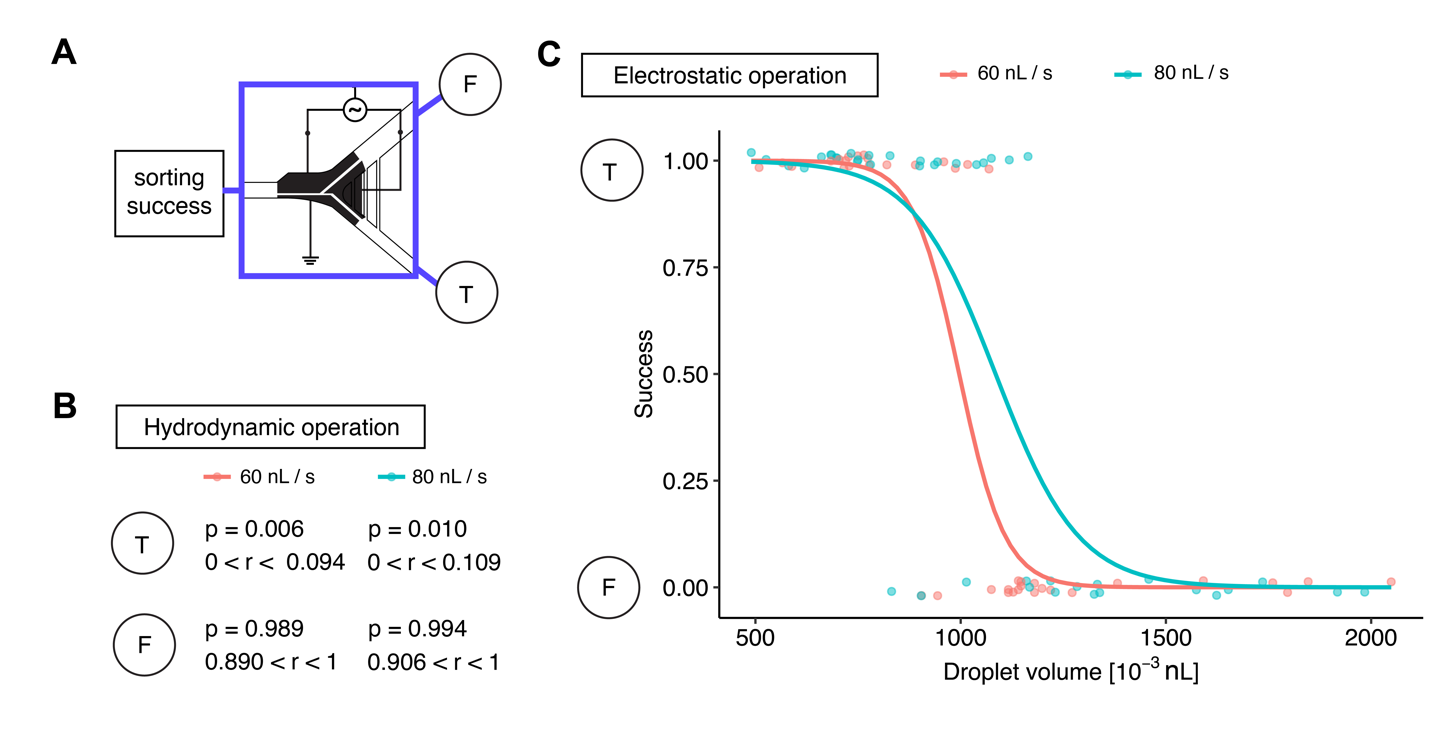 A
F
~
sorting
success
T
B
Hydrodynamic operation
60 nL / s
80 nL / s
T
p = 0.006
p = 0.010
0 < r < 0.094
0 < r < 0.109
F
p = 0.989
p = 0.994
0.890 < r < 1
0.906 < r < 1
C
Electrostatic operation
60 nL / s
80 nL / s
T
F
Success
1.00
0.75
0.50
0.25
0.00
500
1000
1500
2000
Droplet volume [10⁻³ nL]